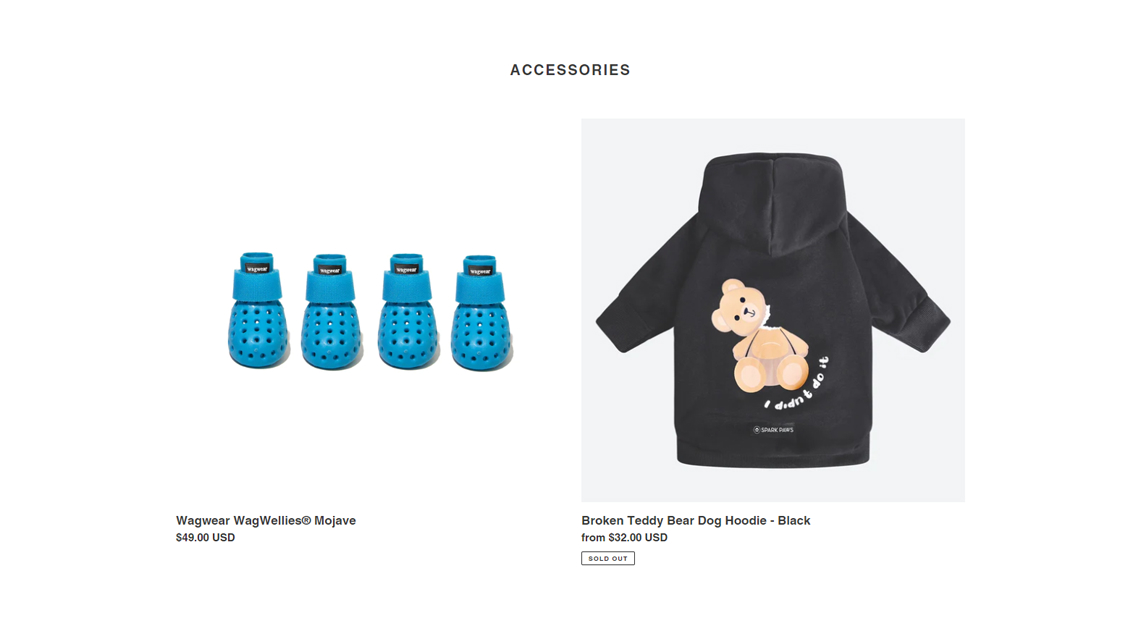 ACCESSORIES
wagwear
wagwear
wagwear
wagwear
I didn't do it
SPARK PAWS
Wagwear WagWellies® Mojave
$49.00 USD
Broken Teddy Bear Dog Hoodie - Black
from $32.00 USD
SOLD OUT